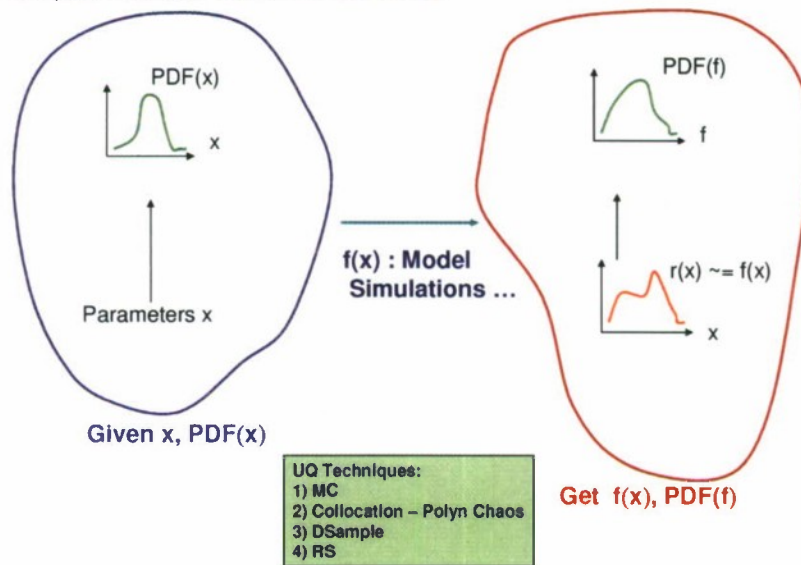 PDF(x)
x
Parameters x
Given x, PDF(x)
f(x) : Model
Simulations ...
PDF(f)
f
r(x) ~= f(x)
x
Get f(x), PDF(f)
UQ Techniques:
1) MC
2) Collocation – Polyn Chaos
3) DSample
4) RS